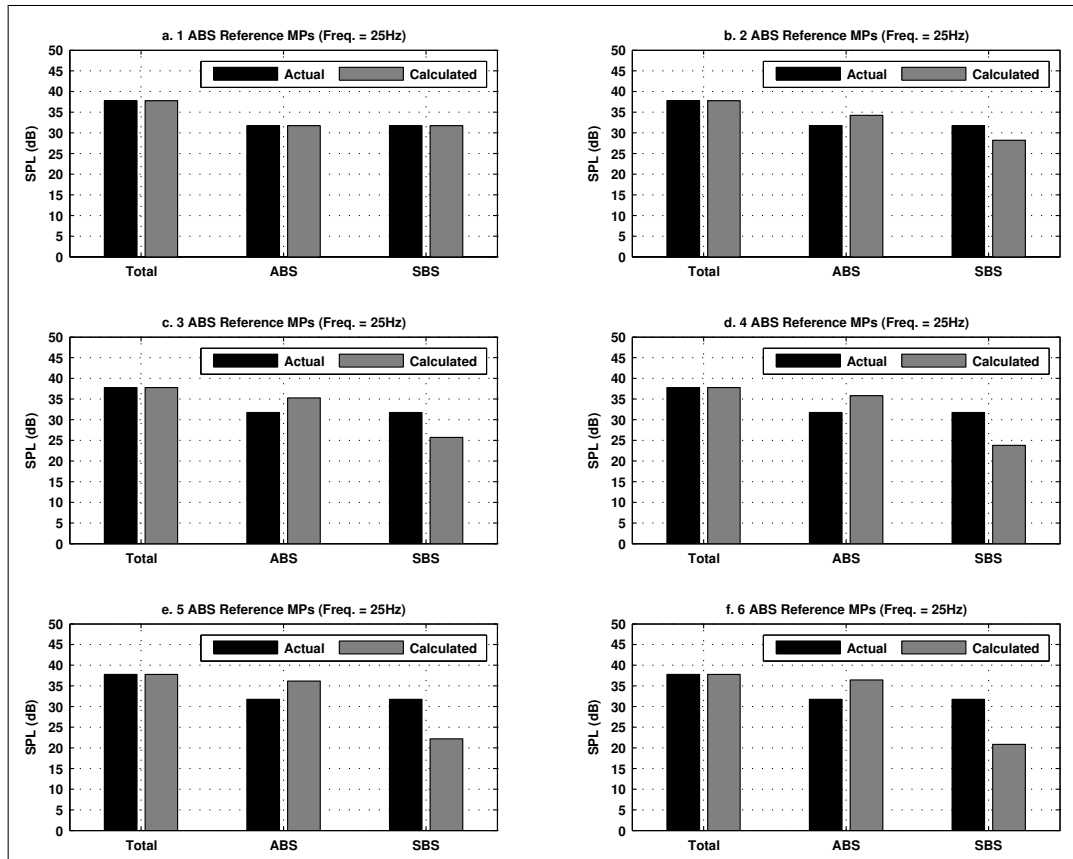 a. 1 ABS Reference MPs (Freq. = 25Hz)
50
45
40
35
30
25
20
15
10
5
0
SPL (dB)
Actual
Calculated
Total
ABS
SBS
b. 2 ABS Reference MPs (Freq. = 25Hz)
50
45
40
35
30
25
20
15
10
5
0
SPL (dB)
Actual
Calculated
Total
ABS
SBS
c. 3 ABS Reference MPs (Freq. = 25Hz)
50
45
40
35
30
25
20
15
10
5
0
SPL (dB)
Actual
Calculated
Total
ABS
SBS
d. 4 ABS Reference MPs (Freq. = 25Hz)
50
45
40
35
30
25
20
15
10
5
0
SPL (dB)
Actual
Calculated
Total
ABS
SBS
e. 5 ABS Reference MPs (Freq. = 25Hz)
50
45
40
35
30
25
20
15
10
5
0
SPL (dB)
Actual
Calculated
Total
ABS
SBS
f. 6 ABS Reference MPs (Freq. = 25Hz)
50
45
40
35
30
25
20
15
10
5
0
SPL (dB)
Actual
Calculated
Total
ABS
SBS